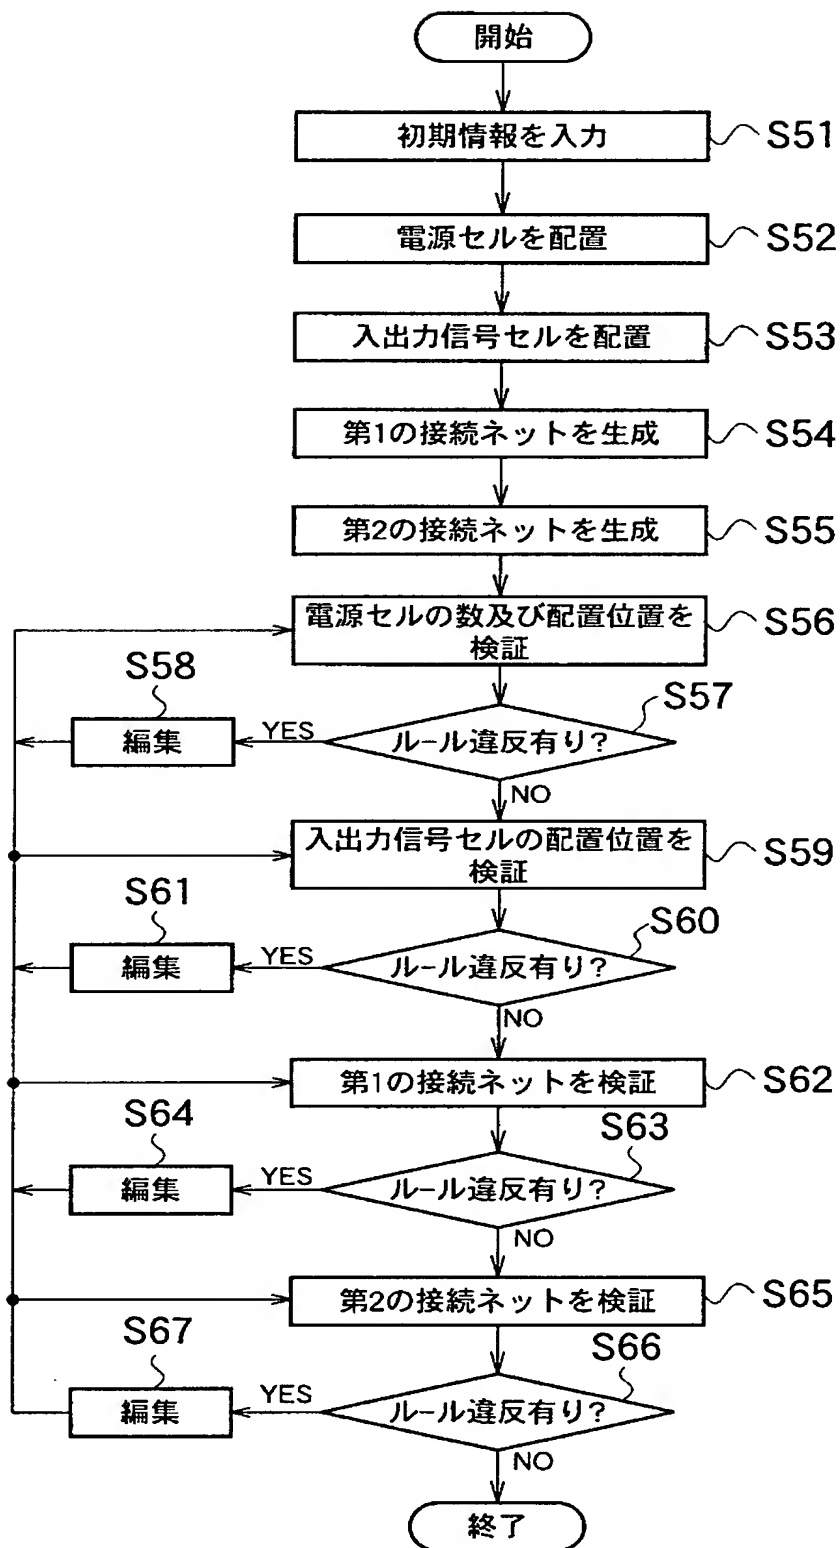 開始
初期情報を入力
S51
電源セルを配置
S52
入出力信号セルを配置
S53
第1の接続ネットを生成
S54
第2の接続ネットを生成
S55
電源セルの数及び配置位置を
検証
S56
S58
編集
YES
ルール違反有り?
S57
NO
入出力信号セルの配置位置を
検証
S59
S61
編集
YES
ルール違反有り?
S60
NO
第1の接続ネットを検証
S62
S64
編集
YES
ルール違反有り?
S63
NO
第2の接続ネットを検証
S65
S67
編集
YES
ルール違反有り?
S66
NO
終了